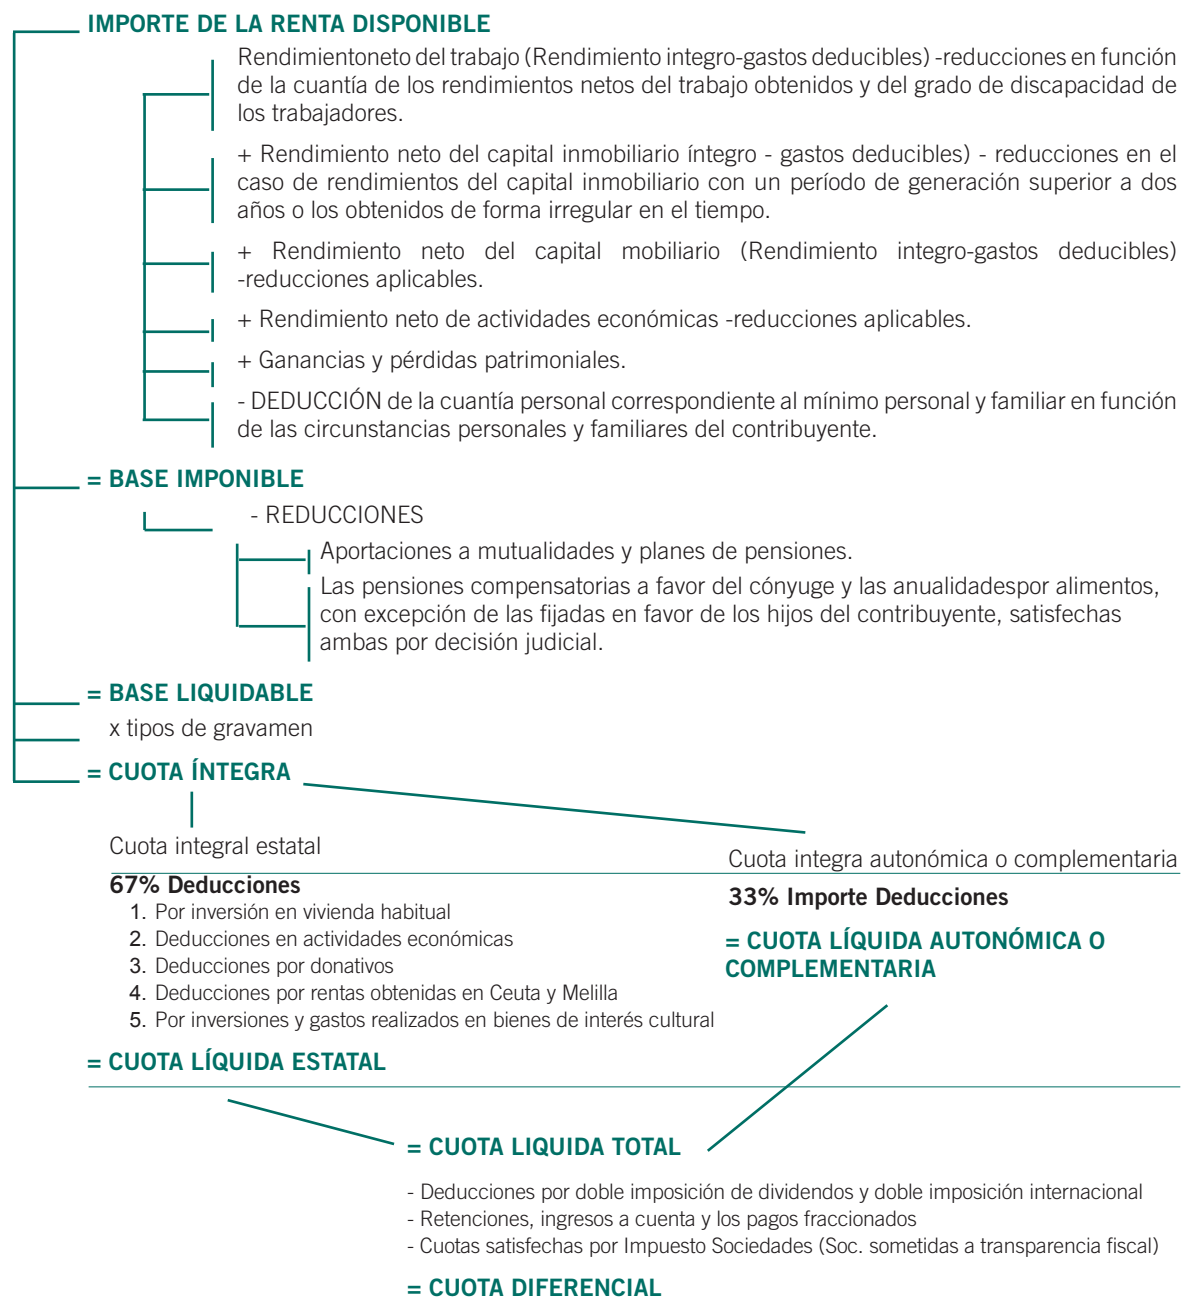 IMPORTE DE LA RENTA DISPONIBLE
Rendimientoneto del trabajo (Rendimiento integro-gastos deducibles) -reducciones en función
de la cuantía de los rendimientos netos del trabajo obtenidos y del grado de discapacidad de
los trabajadores.
+ Rendimiento neto del capital inmobiliario íntegro - gastos deducibles) - reducciones en el
caso de rendimientos del capital inmobiliario con un período de generación superior a dos
años o los obtenidos de forma irregular en el tiempo.
+ Rendimiento neto del capital mobiliario (Rendimiento integro-gastos deducibles)
-reducciones aplicables.
+ Rendimiento neto de actividades económicas -reducciones aplicables.
+ Ganancias y pérdidas patrimoniales.
- DEDUCCIÓN de la cuantía personal correspondiente al mínimo personal y familiar en función
de las circunstancias personales y familiares del contribuyente.
= BASE IMPONIBLE
- REDUCCIONES
Aportaciones a mutualidades y planes de pensiones.
Las pensiones compensatorias a favor del cónyuge y las anualidadespor alimentos,
con excepción de las fijadas en favor de los hijos del contribuyente, satisfechas
ambas por decisión judicial.
= BASE LIQUIDABLE
x tipos de gravamen
= CUOTA ÍNTEGRA
Cuota integral estatal
67% Deducciones
1. Por inversión en vivienda habitual
2. Deducciones en actividades económicas
3. Deducciones por donativos
4. Deducciones por rentas obtenidas en Ceuta y Melilla
5. Por inversiones y gastos realizados en bienes de interés cultural
= CUOTA LÍQUIDA ESTATAL
Cuota integra autonómica o complementaria
33% Importe Deducciones
= CUOTA LÍQUIDA AUTONÓMICA O
COMPLEMENTARIA
= CUOTA LIQUIDA TOTAL
- Deducciones por doble imposición de dividendos y doble imposición internacional
- Retenciones, ingresos a cuenta y los pagos fraccionados
- Cuotas satisfechas por Impuesto Sociedades (Soc. sometidas a transparencia fiscal)
= CUOTA DIFERENCIAL